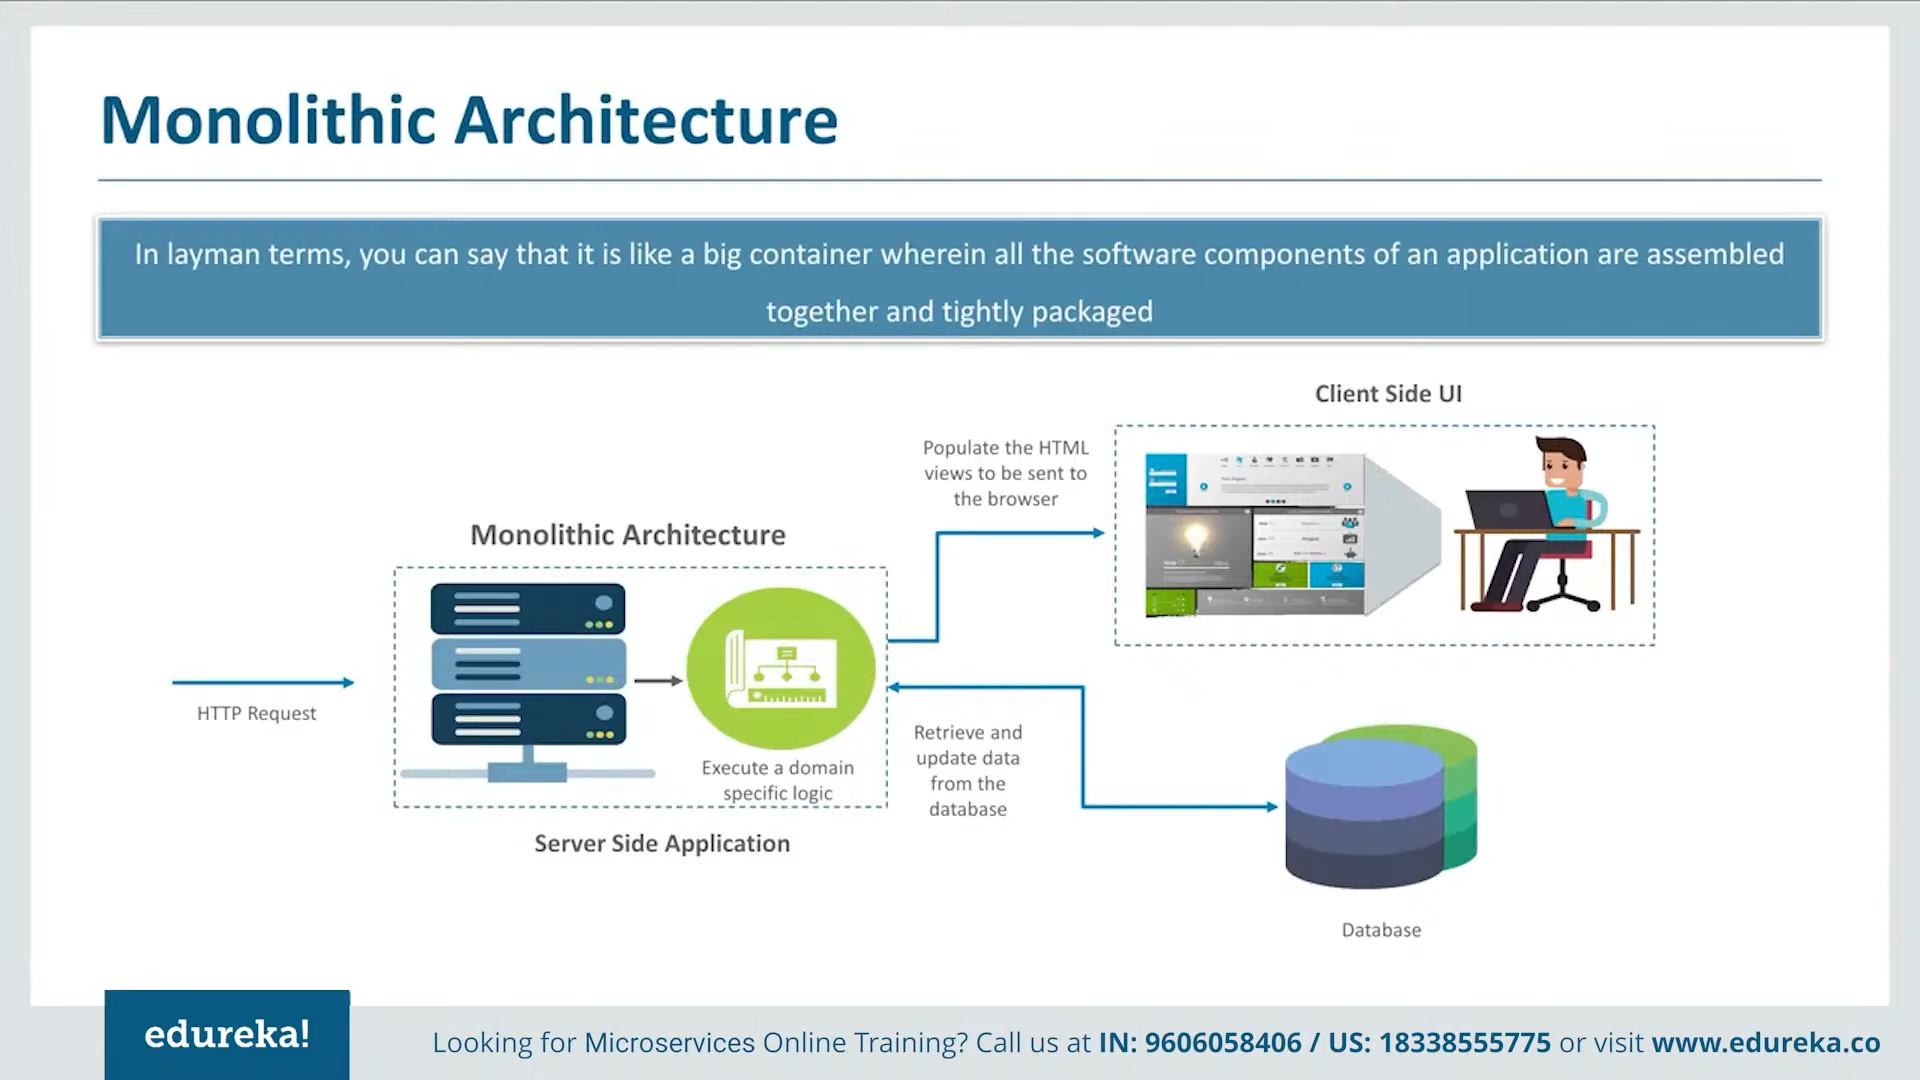 Monolithic Architecture
In layman terms, you can say that it is like a big container wherein all the software components of an application are assembled
together and tightly packaged
Client Side UI
Populate the HTML
views to be sent to
the browser
Monolithic Architecture
HTTP Request
Execute a domain
specific logic
Server Side Application
Retrieve and
update data
from the
database
Database
edureka!
Looking for Microservices Online Training? Call us at IN: 9606058406 / US: 18338555775 or visit www.edureka.co